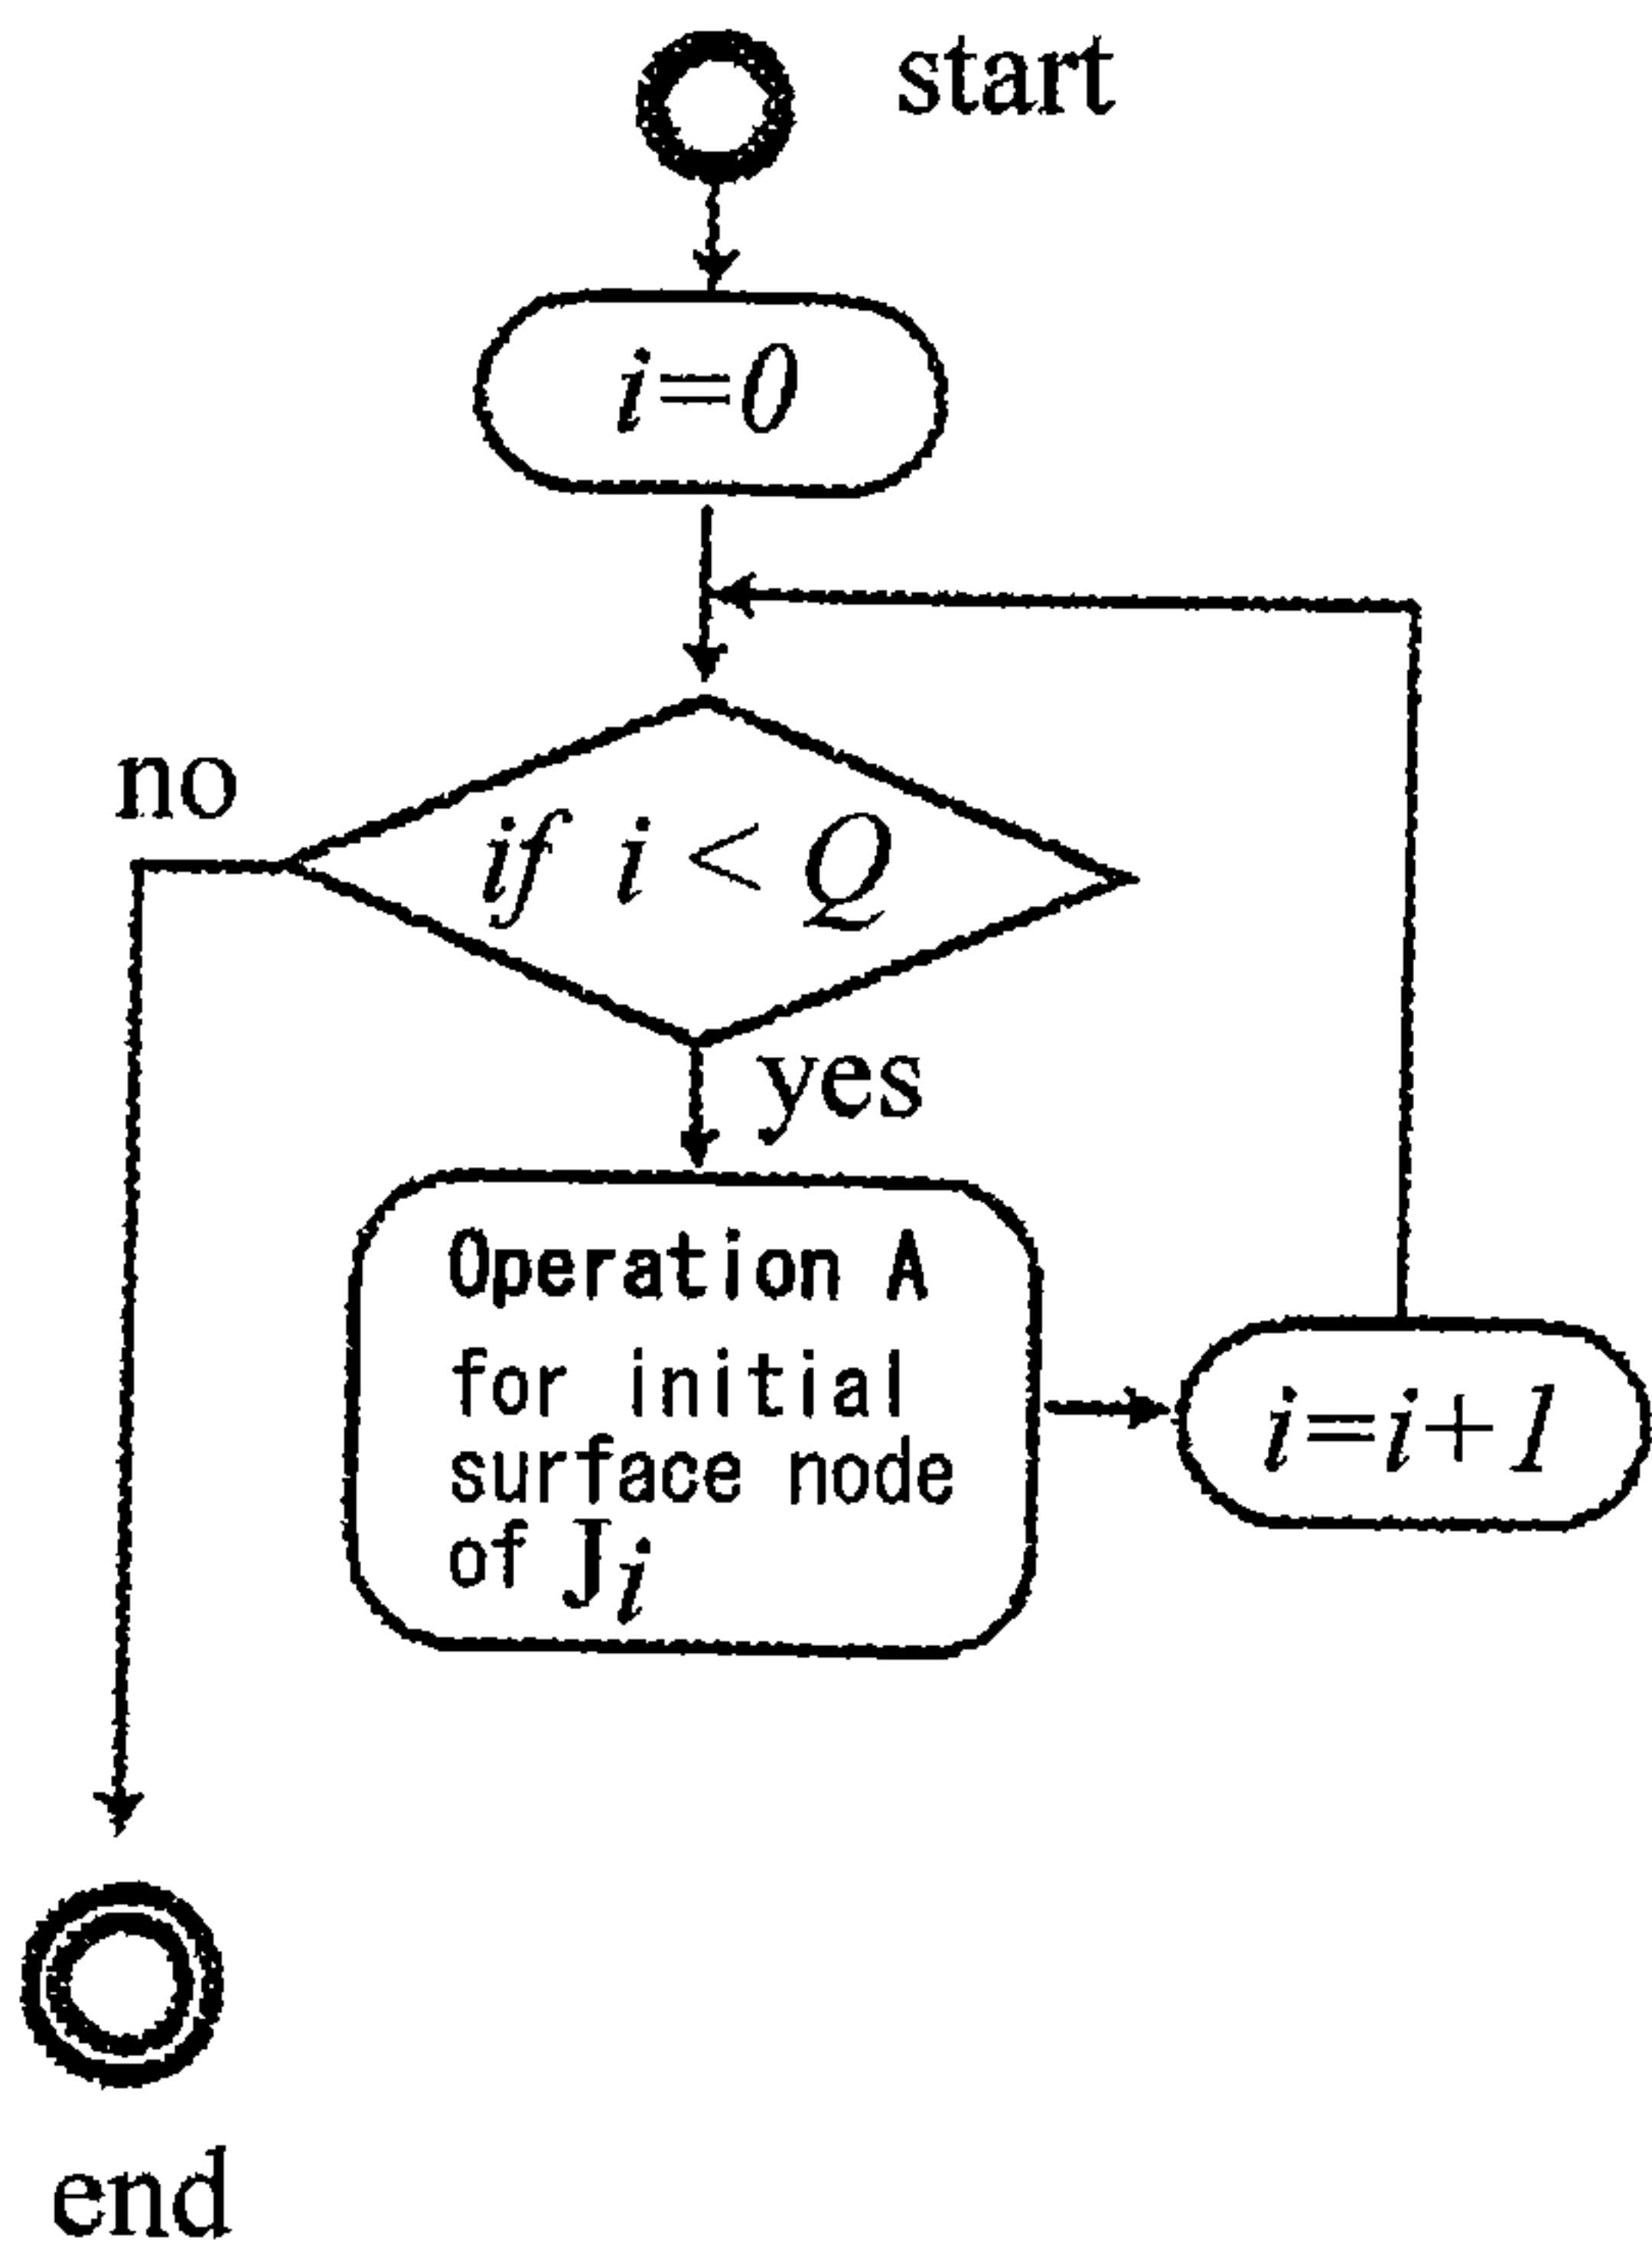 start
i=0
no
if i < Q
yes
Operation A
for initial
surface node
of Ji
i=i+1
end